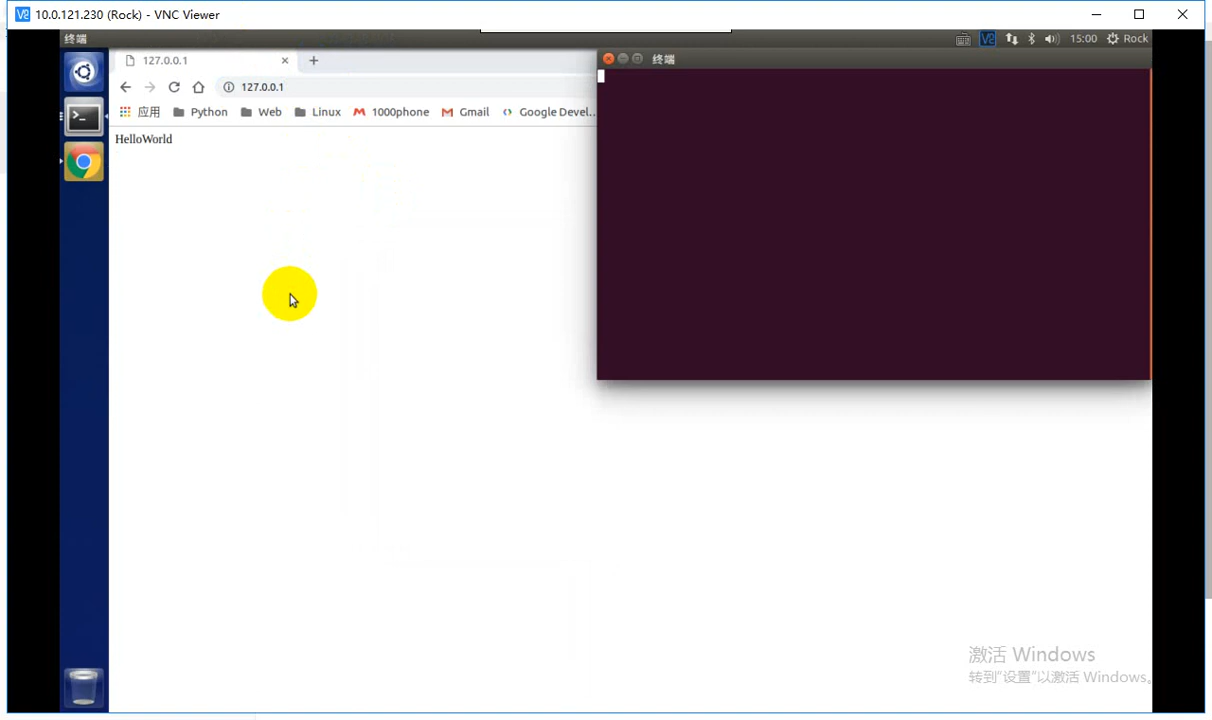 10.0.121.230 (Rock) - VNC Viewer
终端
15:00 Rock
127.0.0.1
终端
127.0.0.1
应用 Python Web Linux 1000phone Gmail Google Devel...
HelloWorld
激活 Windows
转到“设置”以激活 Windows。